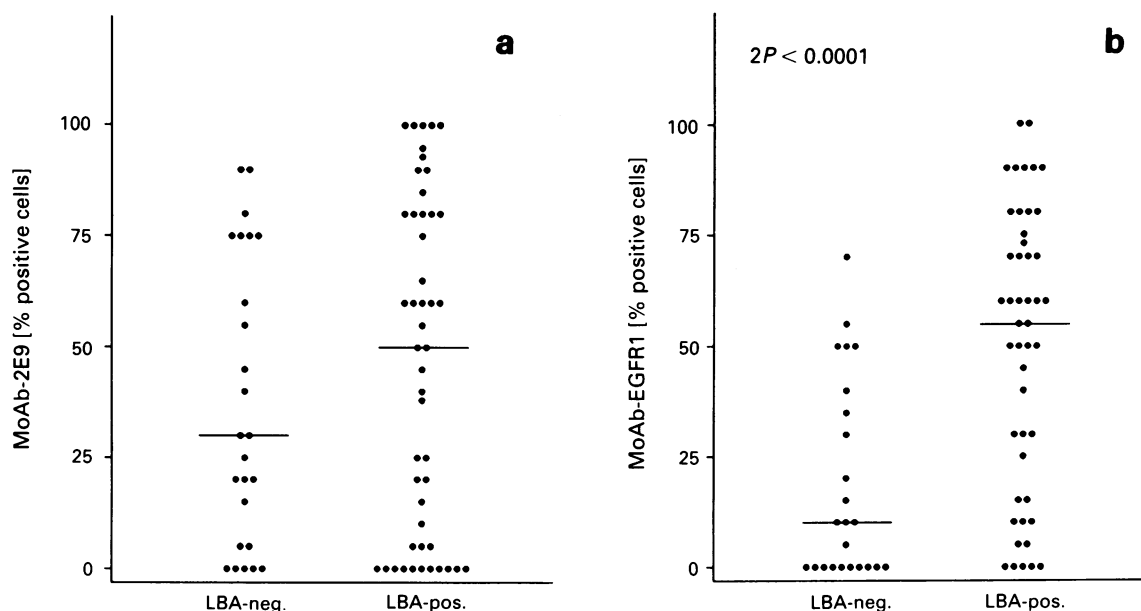 a
MoAb-2E9 [% positive cells]
100
75
50
25
0
LBA-neg. LBA-pos.
b
2P < 0.0001
MoAb-EGFR1 [% positive cells]
100
75
50
25
0
LBA-neg. LBA-pos.